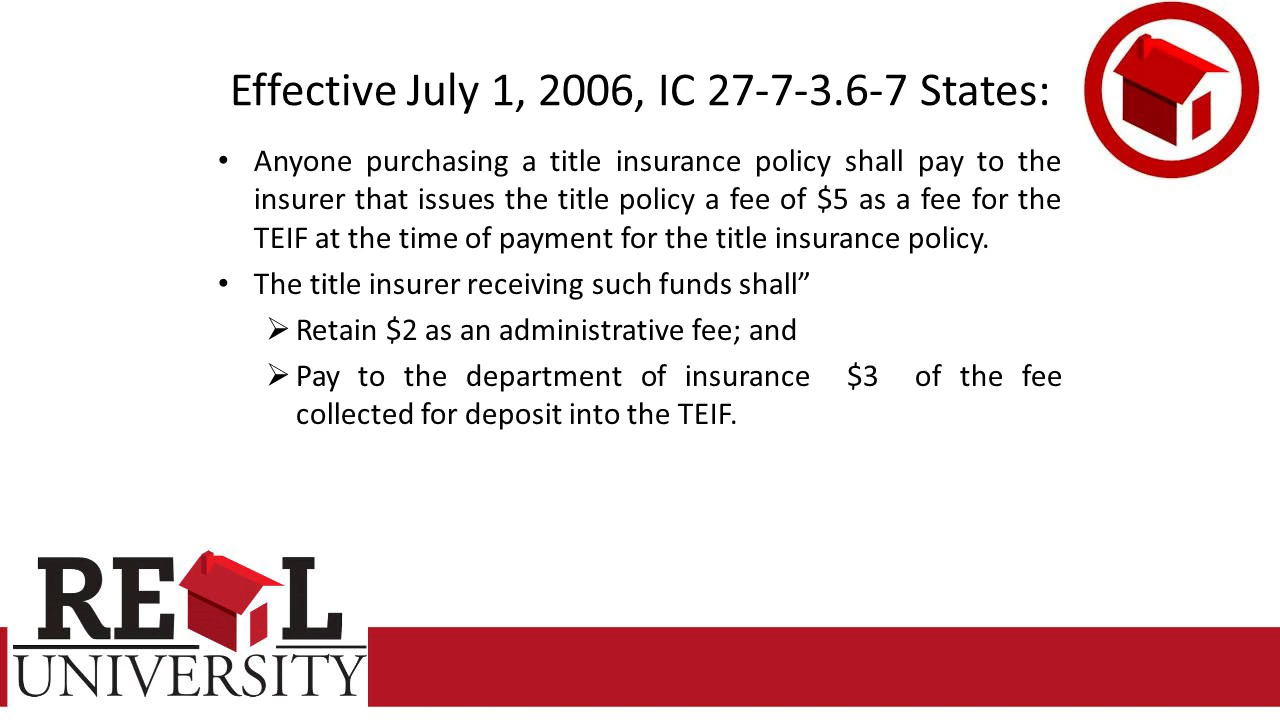 Effective July 1, 2006, IC 27-7-3.6-7 States:
• Anyone purchasing a title insurance policy shall pay to the
insurer that issues the title policy a fee of $5 as a fee for the
TEIF at the time of payment for the title insurance policy.
• The title insurer receiving such funds shall”
➢ Retain $2 as an administrative fee; and
➢ Pay to the department of insurance $3 of the fee
collected for deposit into the TEIF.
REAL
UNIVERSITY